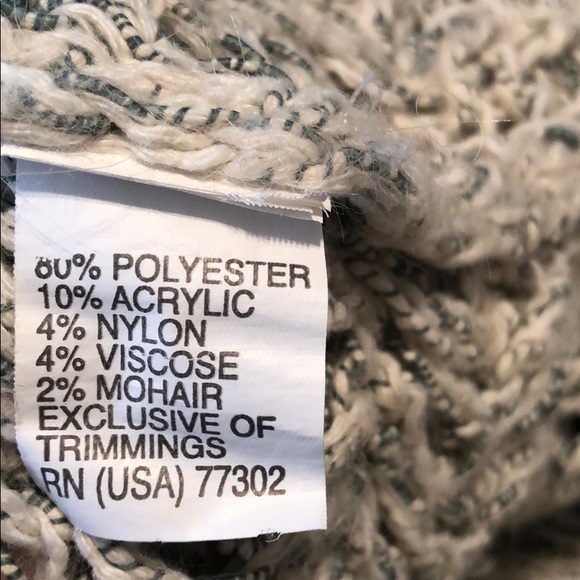 80% POLYESTER
10% ACRYLIC
4% NYLON
4% VISCOSE
2% MOHAIR
EXCLUSIVE OF
TRIMMINGS
RN (USA) 77302